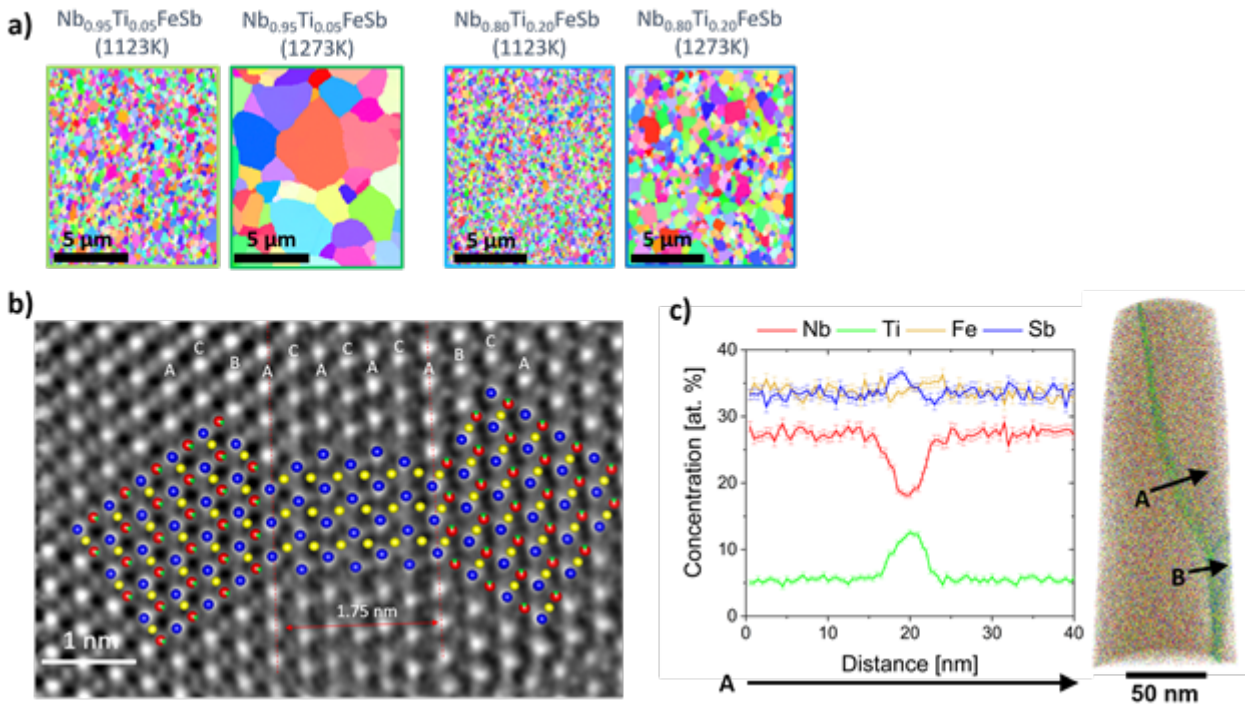 a)
Nb0.95Ti0.05FeSb
(1123K)
Nb0.95Ti0.05FeSb
(1273K)
Nb0.80Ti0.20FeSb
(1123K)
Nb0.80Ti0.20FeSb
(1273K)
5 μm
5 μm
5 μm
5 μm
b)
A C B A C A C A C A B C A
1.75 nm
1 nm
c)
Nb Ti Fe Sb
Concentration [at. %]
40
30
20
10
0
0 10 20 30 40
Distance [nm]
A
A
B
50 nm